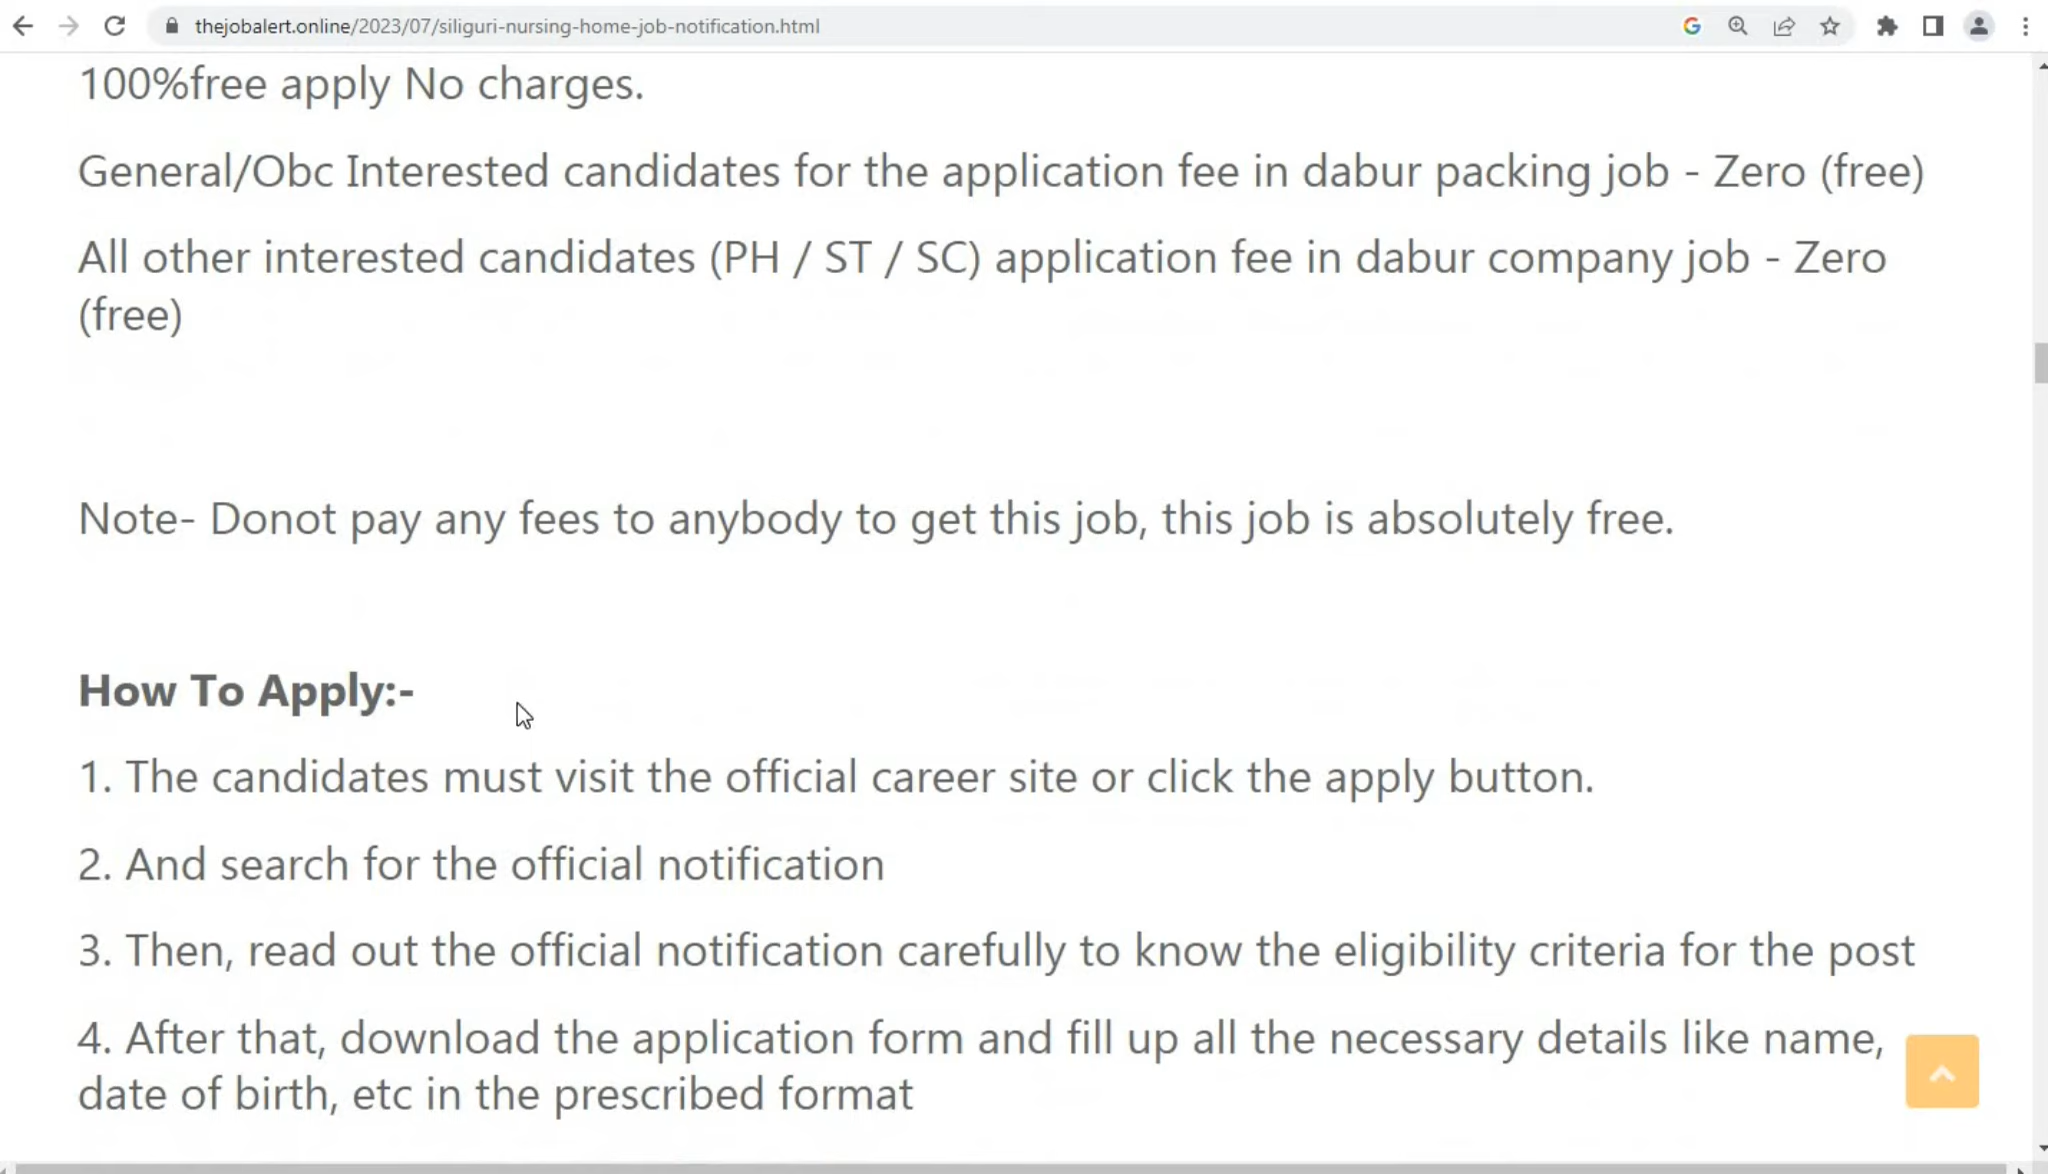 thejobalert.online/2023/07/siliguri-nursing-home-job-notification.html
100%free apply No charges.
General/Obc Interested candidates for the application fee in dabur packing job - Zero (free)
All other interested candidates (PH / ST / SC) application fee in dabur company job - Zero
(free)
Note- Donot pay any fees to anybody to get this job, this job is absolutely free.
How To Apply:-
1. The candidates must visit the official career site or click the apply button.
2. And search for the official notification
3. Then, read out the official notification carefully to know the eligibility criteria for the post
4. After that, download the application form and fill up all the necessary details like name,
date of birth, etc in the prescribed format